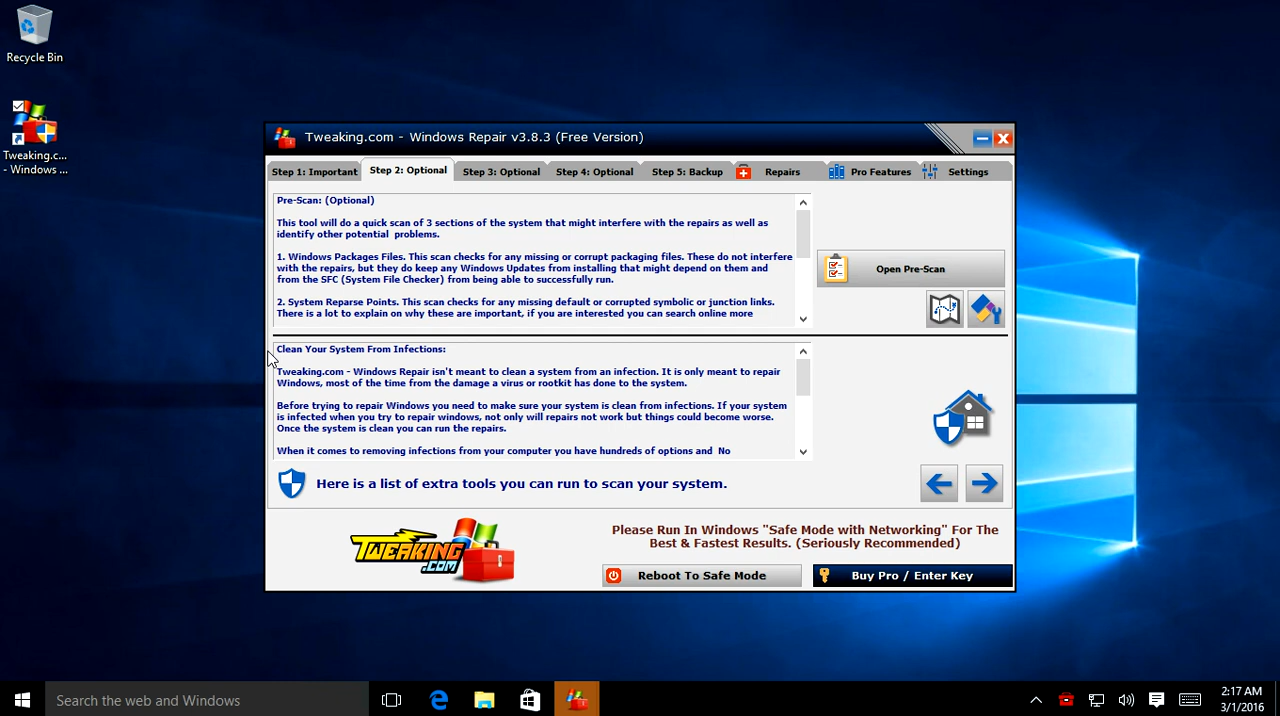 Recycle Bin
Tweaking.c...
- Windows ...
Tweaking.com - Windows Repair v3.8.3 (Free Version)
Step 1: Important
Step 2: Optional
Step 3: Optional
Step 4: Optional
Step 5: Backup
Repairs
Pro Features
Settings
Pre-Scan: (Optional)
This tool will do a quick scan of 3 sections of the system that might interfere with the repairs as well as
identify other potential problems.
1. Windows Packages Files. This scan checks for any missing or corrupt packaging files. These do not interfere
with the repairs, but they do keep any Windows Updates from installing that might depend on them and
from the SFC (System File Checker) from being able to successfully run.
2. System Reparse Points. This scan checks for any missing default or corrupted symbolic or junction links.
There is a lot to explain on why these are important, if you are interested you can search online more
Open Pre-Scan
Clean Your System From Infections:
Tweaking.com - Windows Repair isn't meant to clean a system from an infection. It is only meant to repair
Windows, most of the time from the damage a virus or rootkit has done to the system.
Before trying to repair Windows you need to make sure your system is clean from infections. If your system
is infected when you try to repair windows, not only will repairs not work but things could become worse.
Once the system is clean you can run the repairs.
When it comes to removing infections from your computer you have hundreds of options and No
Here is a list of extra tools you can run to scan your system.
TWEAKING
.COM
Please Run In Windows "Safe Mode with Networking" For The
Best & Fastest Results. (Seriously Recommended)
Reboot To Safe Mode
Buy Pro / Enter Key
Search the web and Windows
2:17 AM
3/1/2016